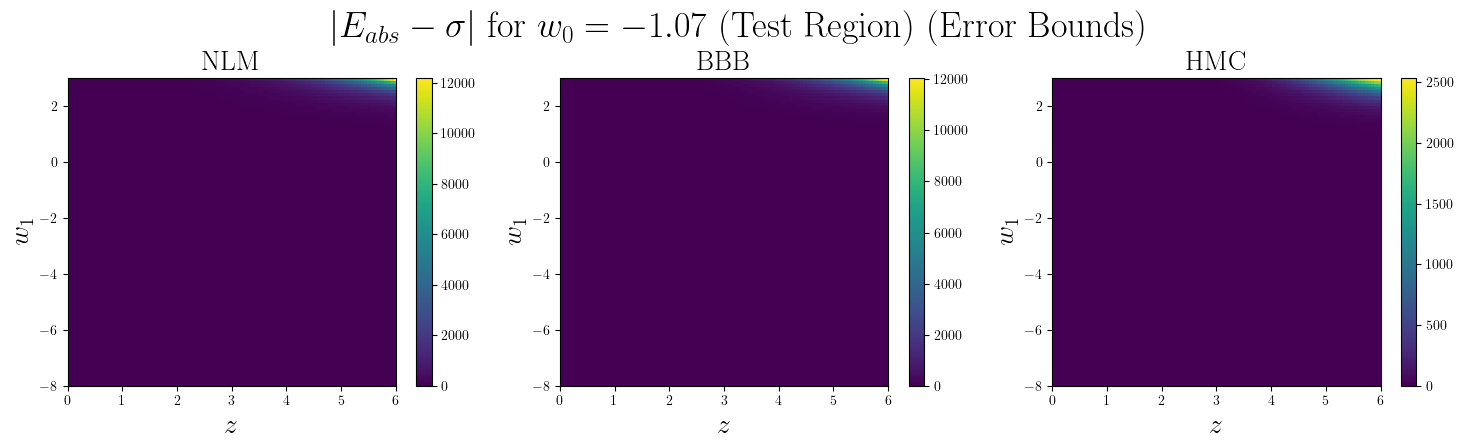 |E_{abs} − σ| for w_0 = −1.07 (Test Region) (Error Bounds)
NLM
BBB
HMC
2
0
−2
−4
−6
−8
w_1
0 1 2 3 4 5 6
z
12000
10000
8000
6000
4000
2000
0
2
0
−2
−4
−6
−8
w_1
0 1 2 3 4 5 6
z
12000
10000
8000
6000
4000
2000
0
2
0
−2
−4
−6
−8
w_1
0 1 2 3 4 5 6
z
2500
2000
1500
1000
500
0